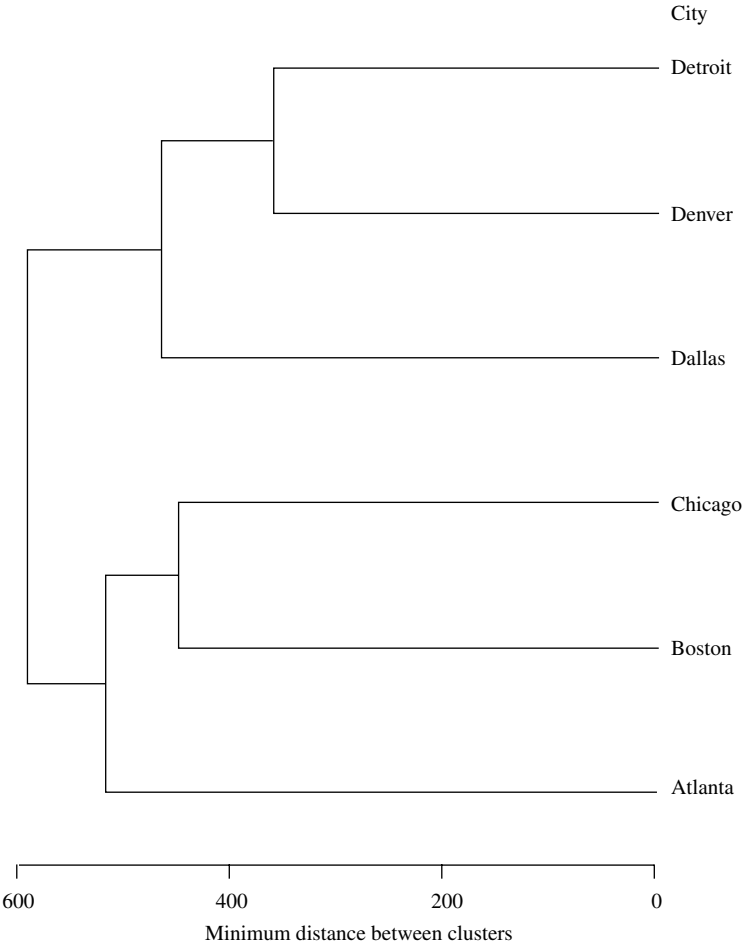 City
Detroit
Denver
Dallas
Chicago
Boston
Atlanta
600 400 200 0
Minimum distance between clusters